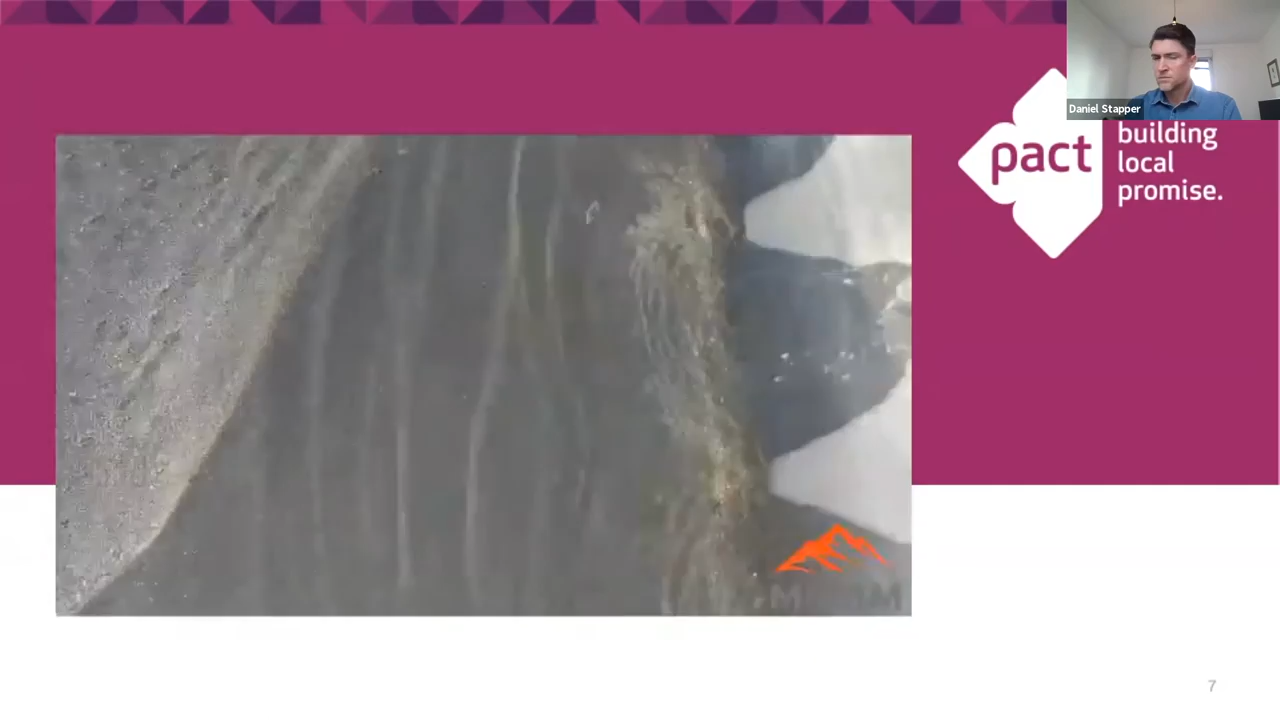 Daniel Stapper
pact
building
local
promise.
7